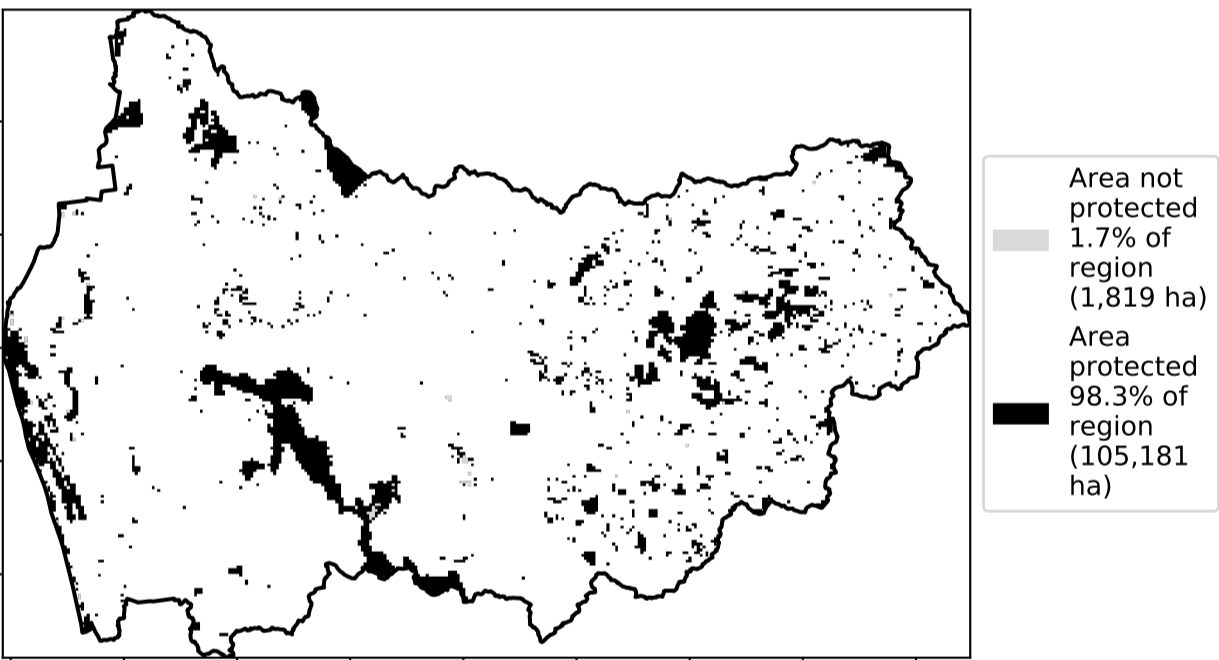 Area not
protected
1.7% of
region
(1,819 ha)
Area
protected
98.3% of
region
(105,181
ha)